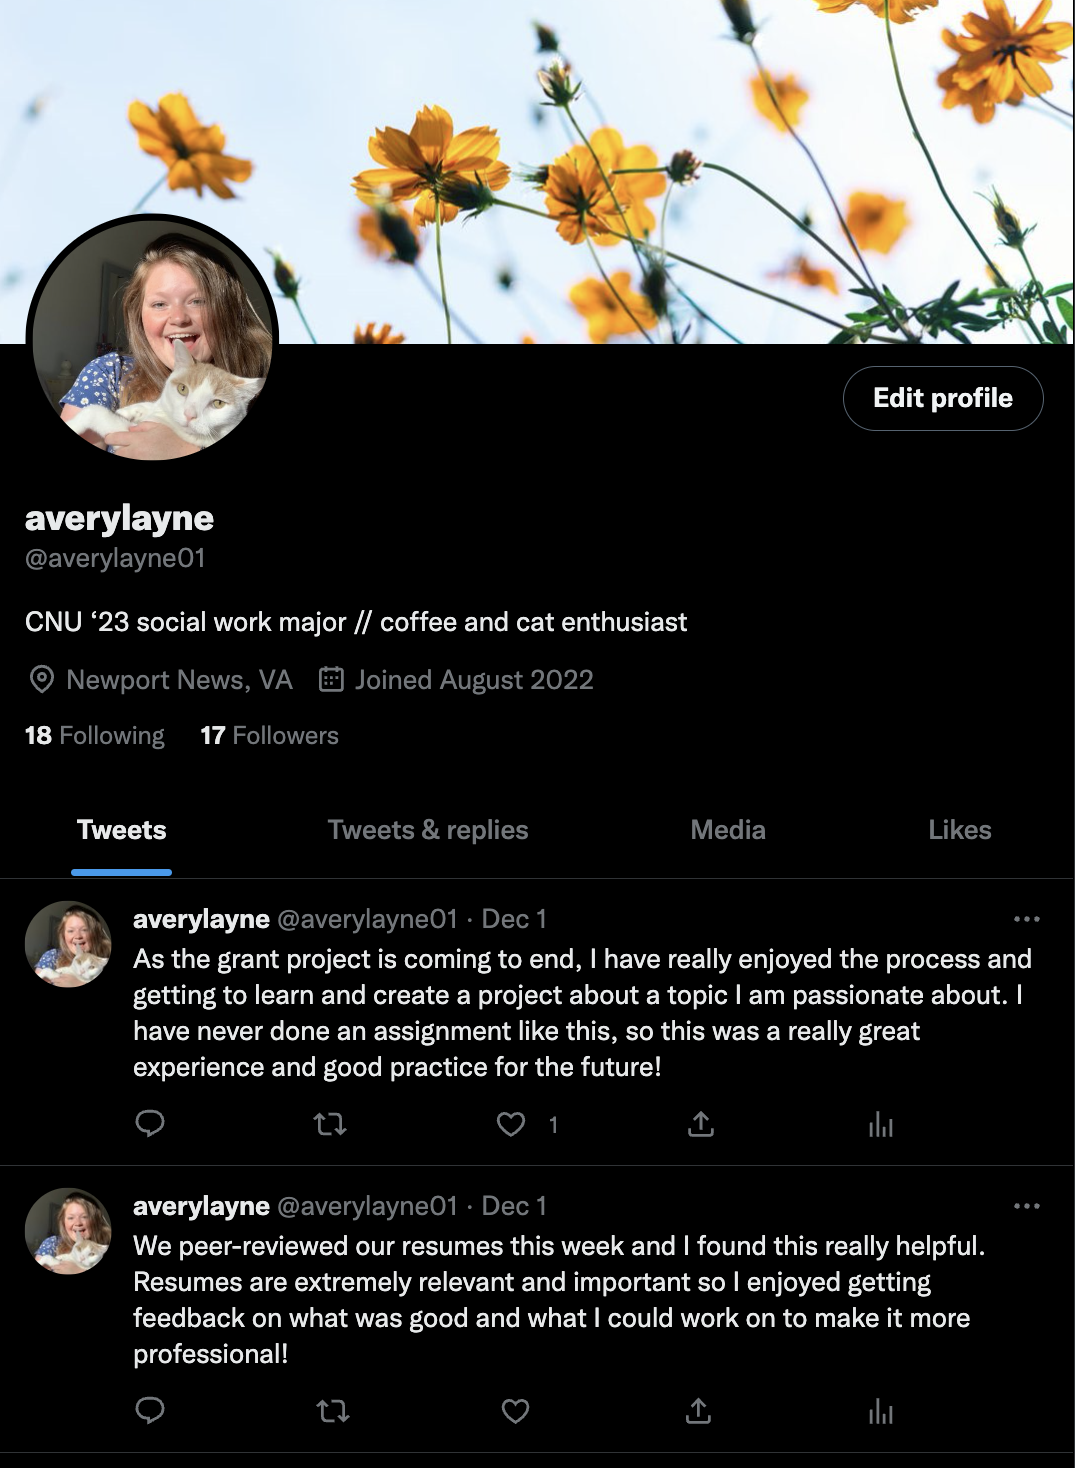 Edit profile
averylayne
@averylayne01
CNU ‘23 social work major // coffee and cat enthusiast
Newport News, VA Joined August 2022
18 Following 17 Followers
Tweets Tweets & replies Media Likes
averylayne @averylayne01 · Dec 1
As the grant project is coming to end, I have really enjoyed the process and
getting to learn and create a project about a topic I am passionate about. I
have never done an assignment like this, so this was a really great
experience and good practice for the future!
1
averylayne @averylayne01 · Dec 1
We peer-reviewed our resumes this week and I found this really helpful.
Resumes are extremely relevant and important so I enjoyed getting
feedback on what was good and what I could work on to make it more
professional!